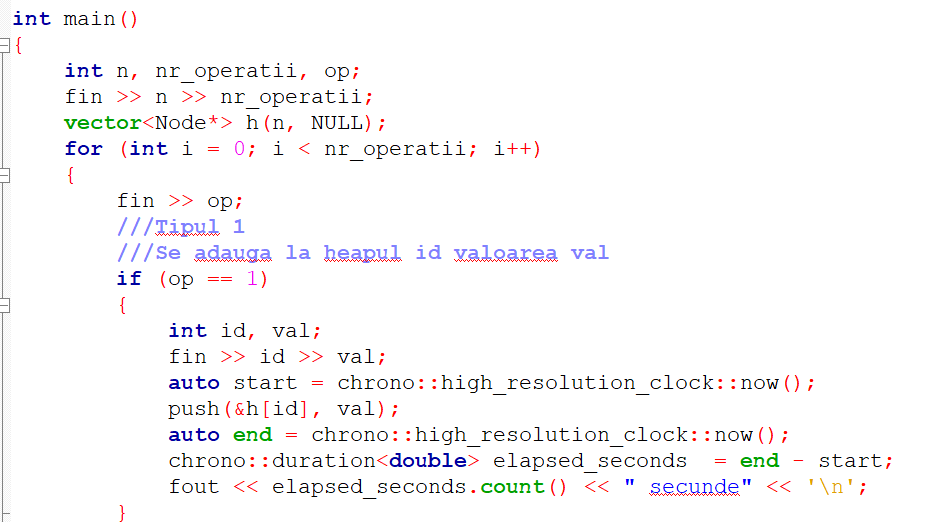 int main()
{
    int n, nr_operatii, op;
    fin >> n >> nr_operatii;
    vector<Node*> h(n, NULL);
    for (int i = 0; i < nr_operatii; i++)
    {
        fin >> op;
        ///Tipul 1
        ///Se adauga la heapul id valoarea val
        if (op == 1)
        {
            int id, val;
            fin >> id >> val;
            auto start = chrono::high_resolution_clock::now();
            push(&h[id], val);
            auto end = chrono::high_resolution_clock::now();
            chrono::duration<double> elapsed_seconds  = end - start;
            fout << elapsed_seconds.count() << " secunde" << '\n';
        }